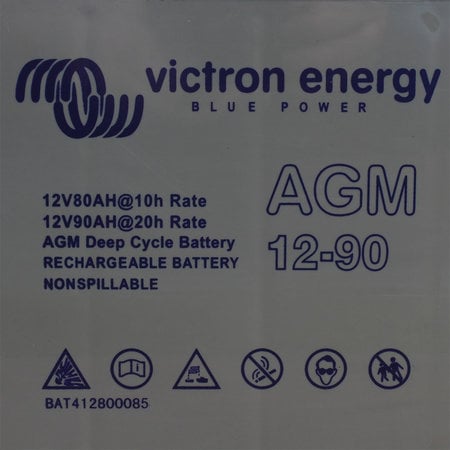 victron energy
BLUE POWER
AGM
12-90
12V80AH@10h Rate
12V90AH@20h Rate
AGM Deep Cycle Battery
RECHARGEABLE BATTERY
NONSPILLABLE
BAT412800085